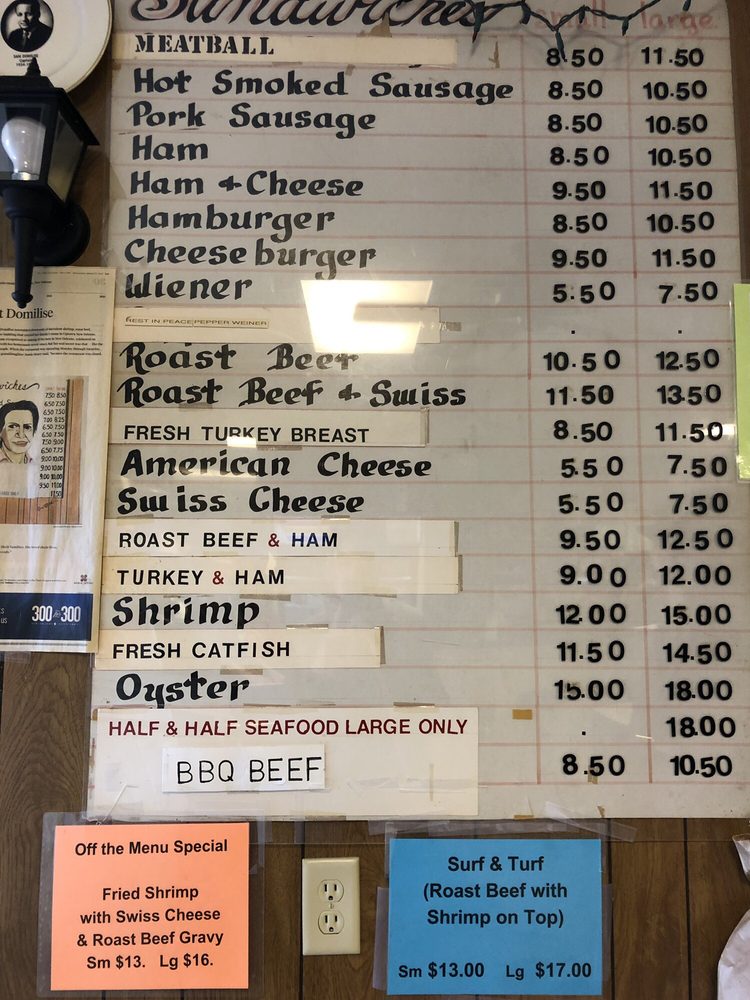 Sandwiches small large
MEATBALL 8.50 11.50
Hot Smoked Sausage 8.50 10.50
Pork Sausage 8.50 10.50
Ham 8.50 10.50
Ham & Cheese 9.50 11.50
Hamburger 8.50 10.50
Cheeseburger 9.50 11.50
Wiener 5.50 7.50
REST IN PEACE PEPPER WEINER . .
Roast Beef 10.50 12.50
Roast Beef & Swiss 11.50 13.50
FRESH TURKEY BREAST 8.50 11.50
American Cheese 5.50 7.50
Swiss Cheese 5.50 7.50
ROAST BEEF & HAM 9.50 12.50
TURKEY & HAM 9.00 12.00
Shrimp 12.00 15.00
FRESH CATFISH 11.50 14.50
Oyster 15.00 18.00
HALF & HALF SEAFOOD LARGE ONLY . 18.00
BBQ BEEF 8.50 10.50
t Domilise
300 for 300
Off the Menu Special
Fried Shrimp
with Swiss Cheese
& Roast Beef Gravy
Sm $13. Lg $16.
Surf & Turf
(Roast Beef with
Shrimp on Top)
Sm $13.00 Lg $17.00